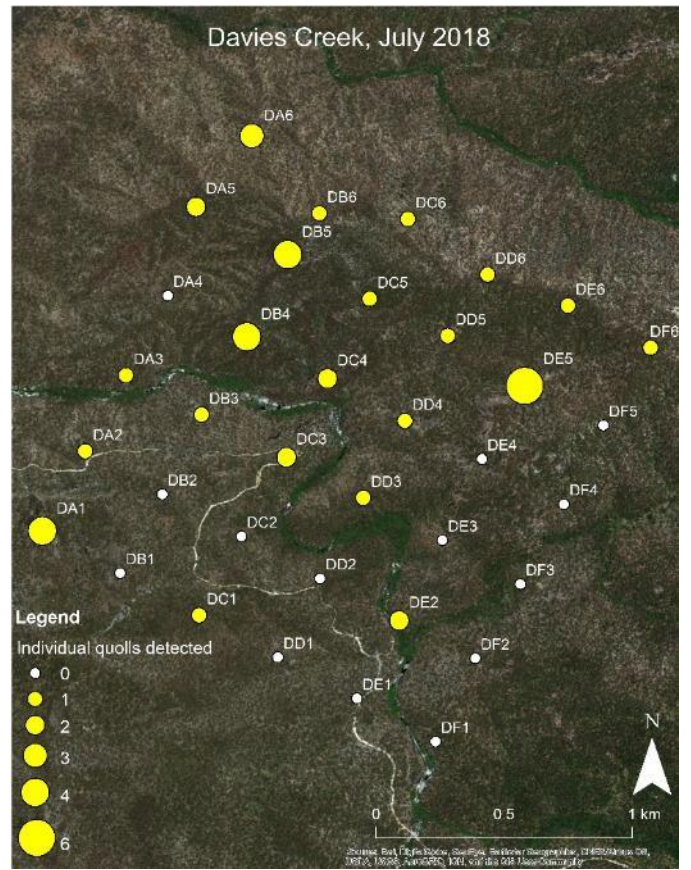 Davies Creek, July 2018
DA6
DA5
DB6
DC6
DB5
DA4
DD6
DC5
DE6
DB4
DD5
DF6
DA3
DC4
DE5
DB3
DD4
DF5
DA2
DC3
DE4
DB2
DD3
DF4
DA1
DC2
DE3
DB1
DD2
DF3
DC1
DE2
Legend
Individual quolls detected
0
1
2
3
4
6
DD1
DF2
DE1
DF1
N
0 0 5 1 km